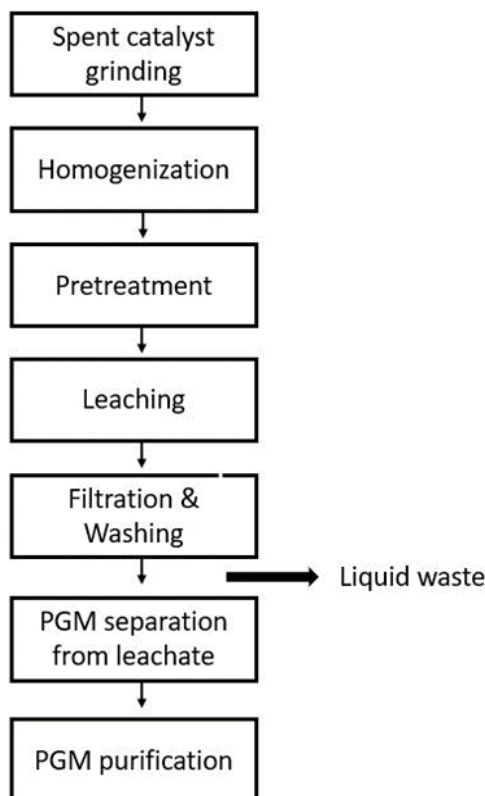 Spent catalyst
grinding
Homogenization
Pretreatment
Leaching
Filtration &
Washing
Liquid waste
PGM separation
from leachate
PGM purification